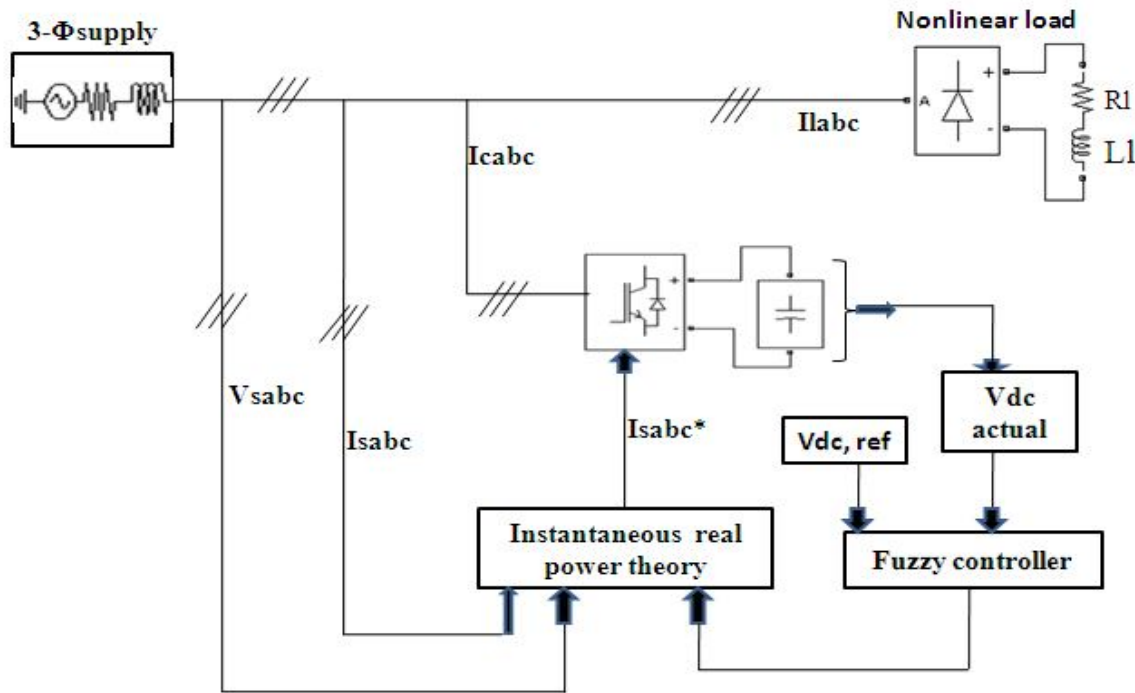 3-Φ supply
Nonlinear load
A
+
-
R1
L1
Ilabc
Icabc
+
-
Vsabc
Isabc
Isabc*
Vdc, ref
Vdc
actual
Instantaneous real
power theory
Fuzzy controller